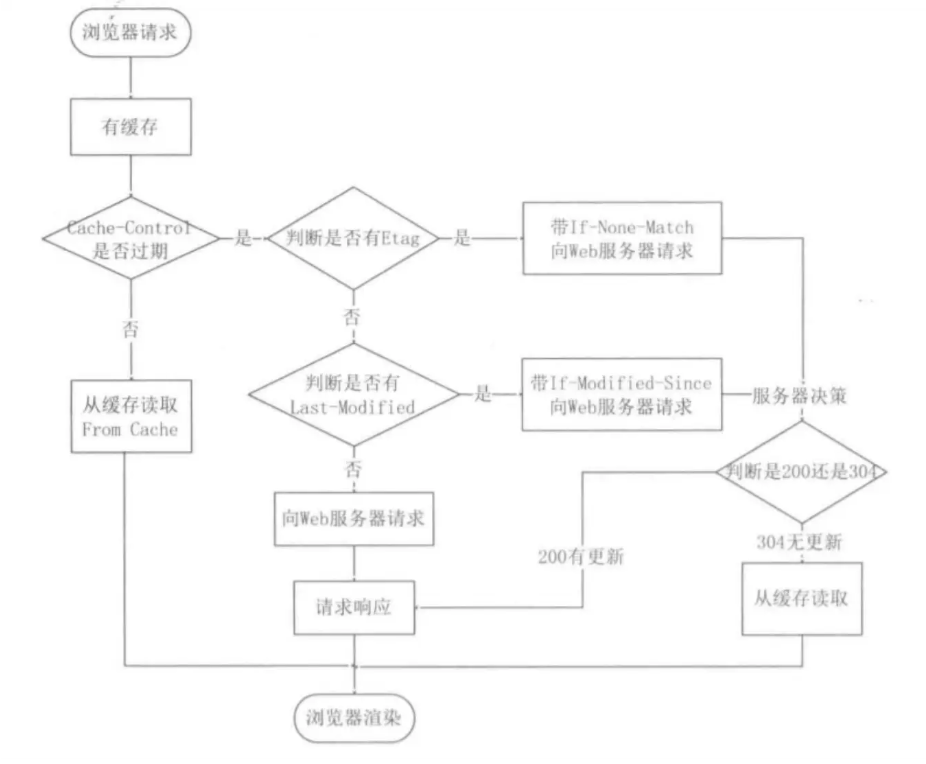 浏览器请求
有缓存
Cache-Control
是否过期
是
判断是否有Etag
是
带If-None-Match
向Web服务器请求
否
否
从缓存读取
From Cache
判断是否有
Last-Modified
是
带If-Modified-Since
向Web服务器请求
服务器决策
判断是200还是304
否
向Web服务器请求
200有更新
304无更新
请求响应
从缓存读取
浏览器渲染